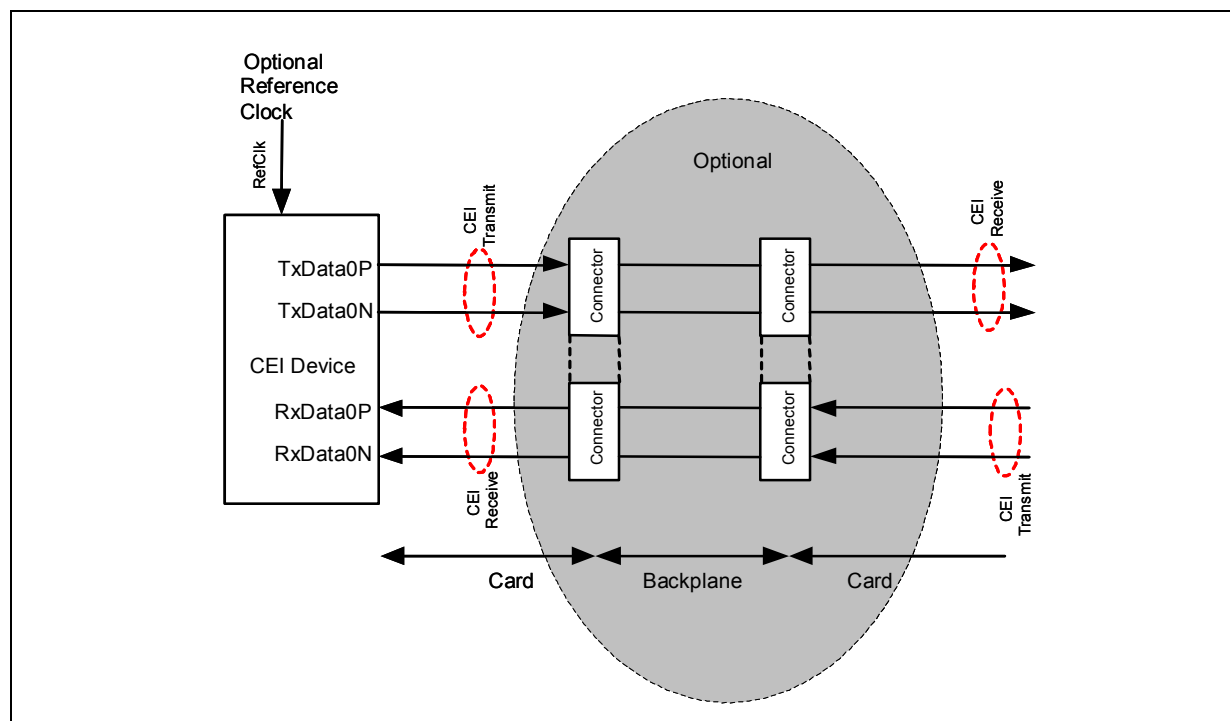 Optional
Reference
Clock
RefClk
Optional
CEI
Transmit
CEI
Receive
TxData0P
TxData0N
Connector
Connector
CEI Device
RxData0P
RxData0N
Connector
Connector
CEI
Receive
CEI
Transmit
Card
Backplane
Card